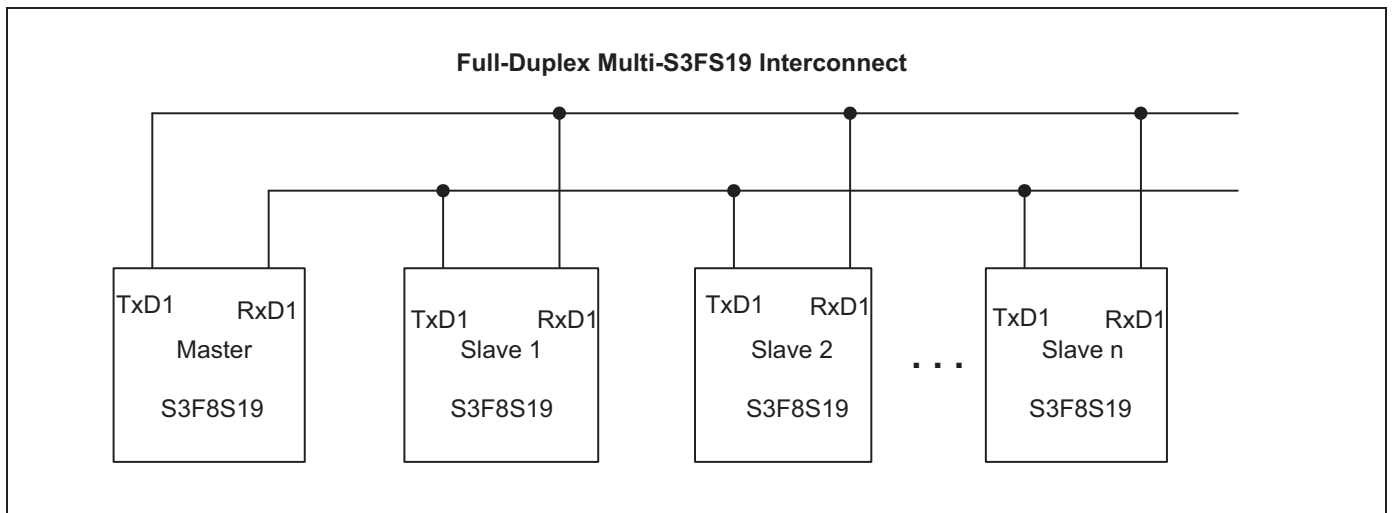 Full-Duplex Multi-S3FS19 Interconnect
TxD1 RxD1
Master
S3F8S19
TxD1 RxD1
Slave 1
S3F8S19
TxD1 RxD1
Slave 2
S3F8S19
. . .
TxD1 RxD1
Slave n
S3F8S19